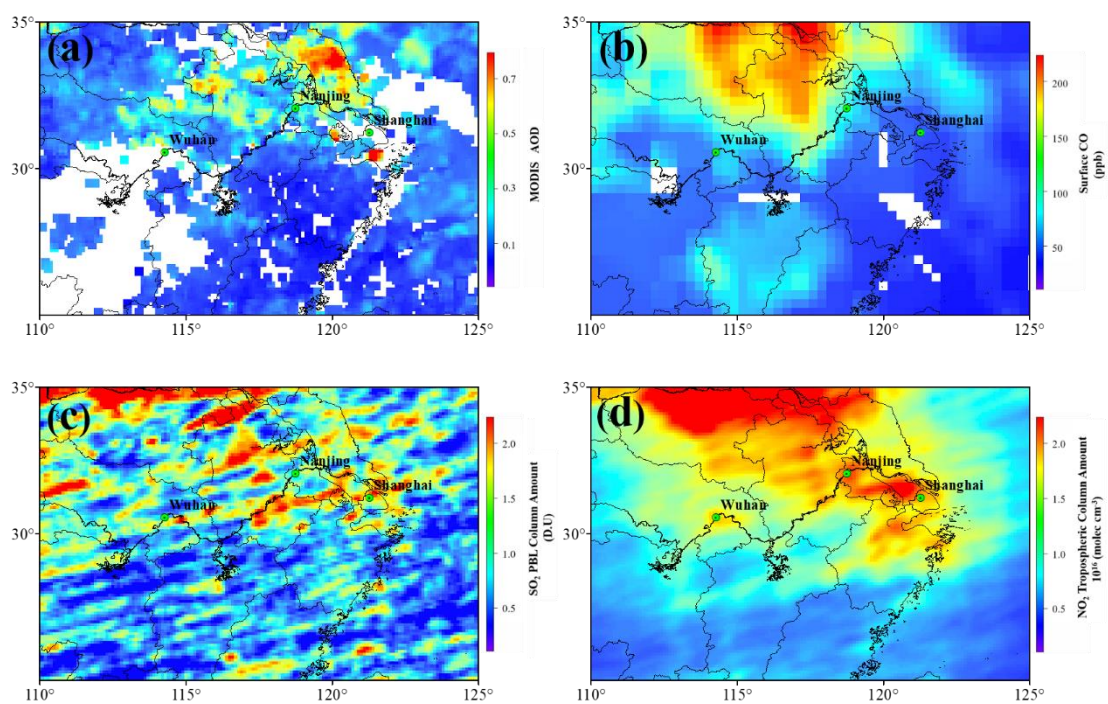 35°
(a)
Nanjing
Shanghai
Wuhan
30°
110°
115°
120°
125°
0.7
0.5
0.3
0.1
MODIS AOD
35°
(b)
Nanjing
Shanghai
Wuhan
30°
110°
115°
120°
125°
200
150
100
50
Surface CO
(ppb)
35°
(c)
Nanjing
Shanghai
Wuhan
30°
110°
115°
120°
125°
2.0
1.5
1.0
0.5
SO₂ PBL Column Amount
(D.U)
35°
(d)
Nanjing
Shanghai
Wuhan
30°
110°
115°
120°
125°
2.0
1.5
1.0
0.5
NO₂ Topospheric Column Amount
10¹⁶ (molec cm⁻³)